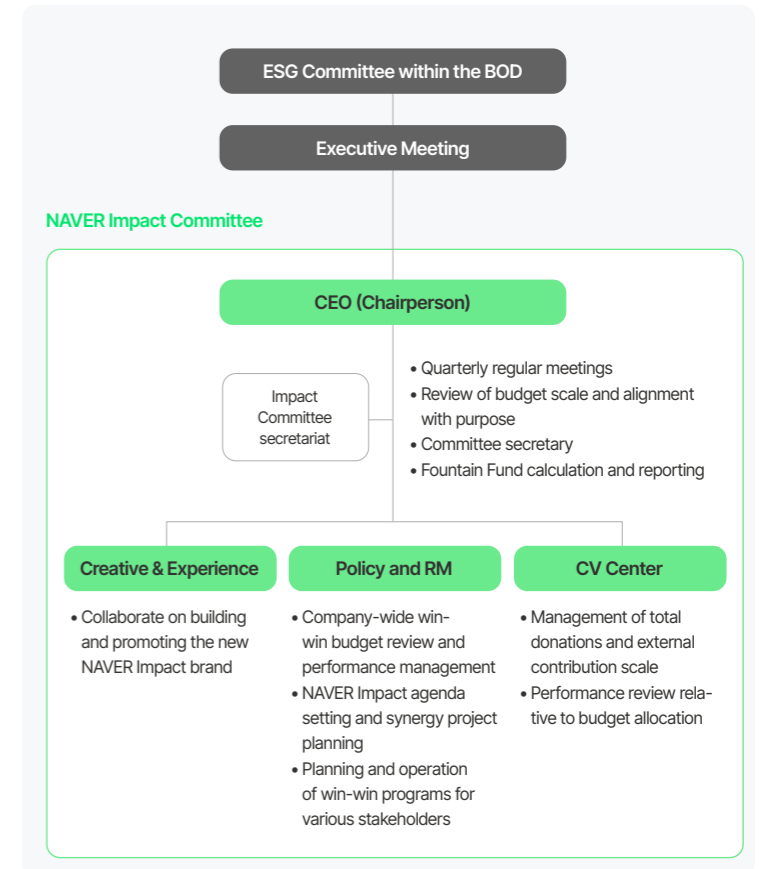 ESG Committee within the BOD
Executive Meeting
NAVER Impact Committee
CEO (Chairperson)
Impact
Committee
secretariat
• Quarterly regular meetings
• Review of budget scale and alignment
with purpose
• Committee secretary
• Fountain Fund calculation and reporting
Creative & Experience
• Collaborate on building
and promoting the new
NAVER Impact brand
Policy and RM
• Company-wide win-
win budget review and
performance management
• NAVER Impact agenda
setting and synergy project
planning
• Planning and operation
of win-win programs for
various stakeholders
CV Center
• Management of total
donations and external
contribution scale
• Performance review rela-
tive to budget allocation